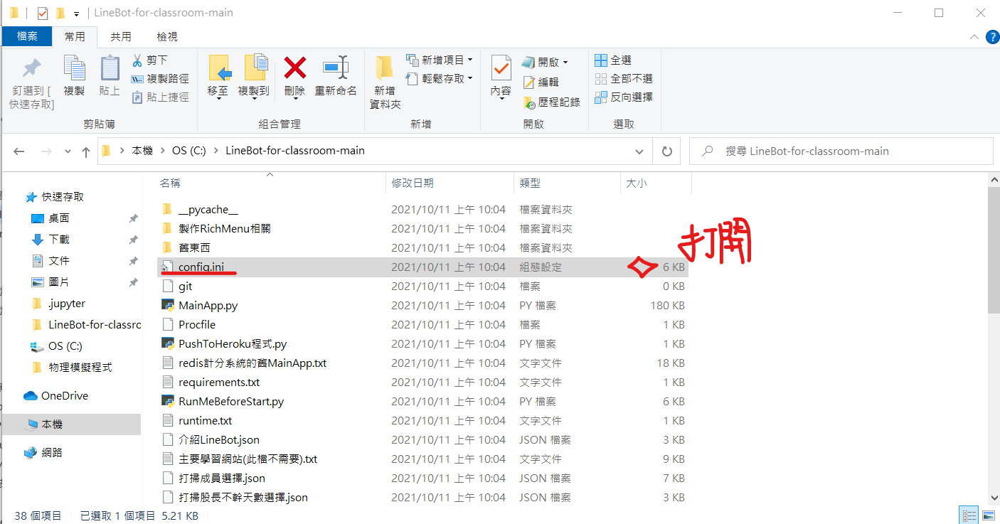 LineBot-for-classroom-main
檔案 常用 共用 檢視
釘選到 [
快速存取]
複製
貼上
剪下
複製路徑
貼上捷徑
移至
複製到
刪除
重新命名
新增
資料夾
新增項目
輕鬆存取
內容
開啟
編輯
歷程記錄
全選
全部不選
反向選擇
剪貼簿 組合管理 新增 開啟 選取
本機 > OS (C:) > LineBot-for-classroom-main
搜尋 LineBot-for-classroom-main
快速存取
桌面
下載
文件
圖片
.jupyter
LineBot-for-classro
OS (C:)
物理模擬程式
OneDrive
本機
網路
名稱 修改日期 類型 大小
__pycache__ 2021/10/11 上午 10:04 檔案資料夾
製作RichMenu相關 2021/10/11 上午 10:04 檔案資料夾
舊東西 2021/10/11 上午 10:04 檔案資料夾
打開
config.ini 2021/10/11 上午 10:04 組態設定 6 KB
git 2021/10/11 上午 10:04 檔案 0 KB
MainApp.py 2021/10/11 上午 10:04 PY 檔案 180 KB
Procfile 2021/10/11 上午 10:04 檔案 1 KB
PushToHeroku程式.py 2021/10/11 上午 10:04 PY 檔案 1 KB
redis計分系統的舊MainApp.txt 2021/10/11 上午 10:04 文字文件 18 KB
requirements.txt 2021/10/11 上午 10:04 文字文件 1 KB
RunMeBeforeStart.py 2021/10/11 上午 10:04 PY 檔案 6 KB
runtime.txt 2021/10/11 上午 10:04 文字文件 1 KB
介紹LineBot.json 2021/10/11 上午 10:04 JSON 檔案 3 KB
主要學習網站(此檔不需要).txt 2021/10/11 上午 10:04 文字文件 9 KB
打掃成員選擇.json 2021/10/11 上午 10:04 JSON 檔案 7 KB
打掃股長不幹天數選擇.json 2021/10/11 上午 10:04 JSON 檔案 3 KB
38 個項目 已選取 1 個項目 5.21 KB